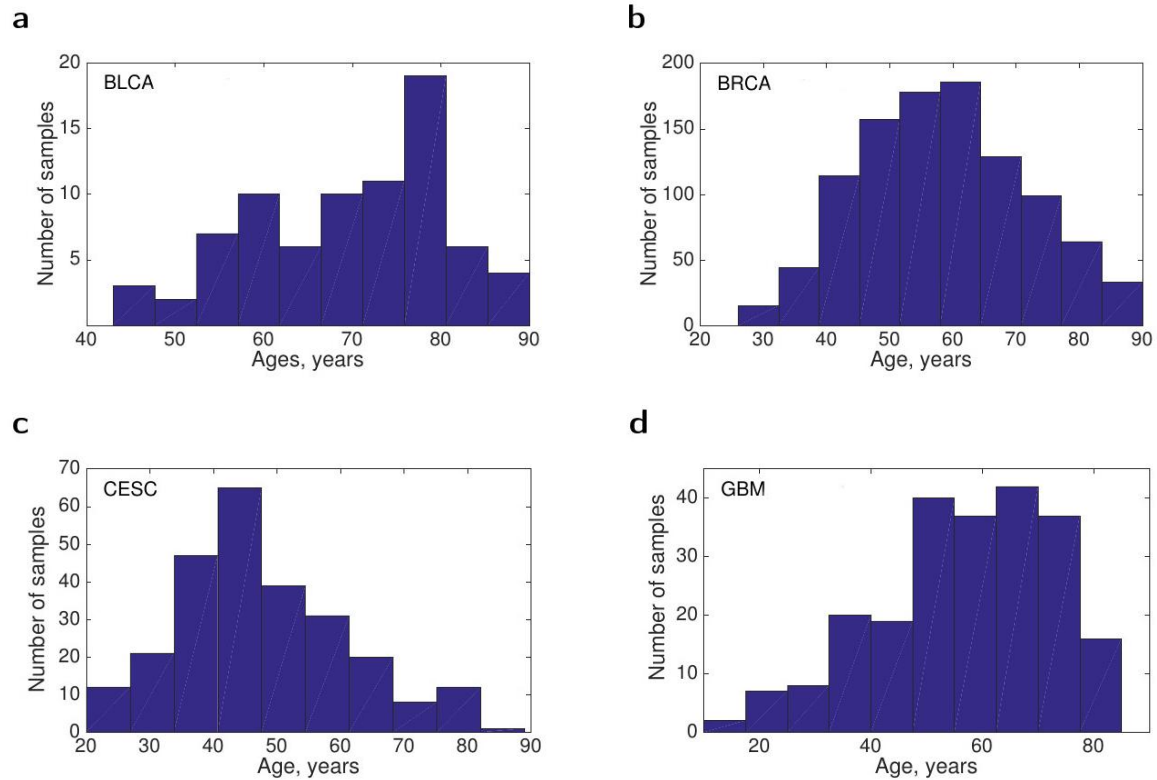 a
BLCA
20
15
10
5
40 50 60 70 80 90
Number of samples
Ages, years
b
BRCA
200
150
100
50
0
20 30 40 50 60 70 80 90
Number of samples
Age, years
c
CESC
70
60
50
40
30
20
10
0
20 30 40 50 60 70 80 90
Number of samples
Age, years
d
GBM
40
30
20
10
0
20 40 60 80
Number of samples
Age, years